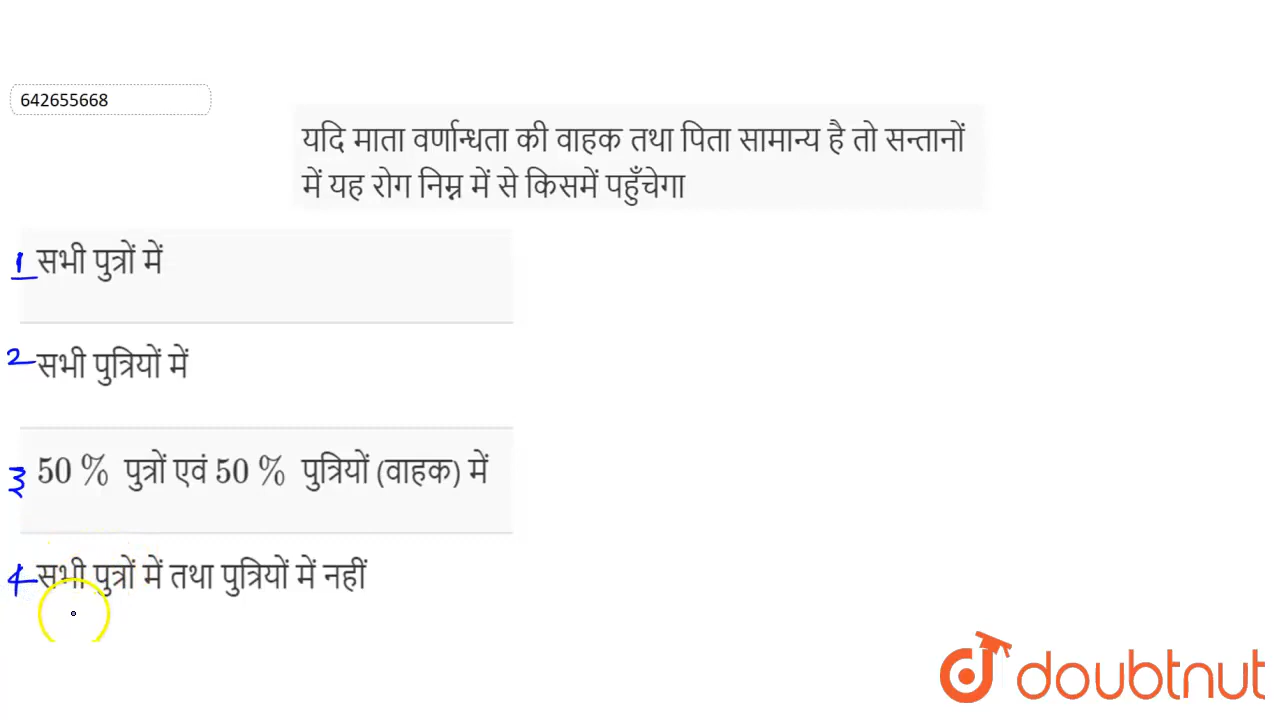 642655668
यदि माता वर्णान्धता की वाहक तथा पिता सामान्य है तो सन्तानों
में यह रोग निम्न में से किसमें पहुँचेगा
1 सभी पुत्रों में
2 सभी पुत्रियों में
3 50 % पुत्रों एवं 50 % पुत्रियों (वाहक) में
4 सभी पुत्रों में तथा पुत्रियों में नहीं
doubtnut